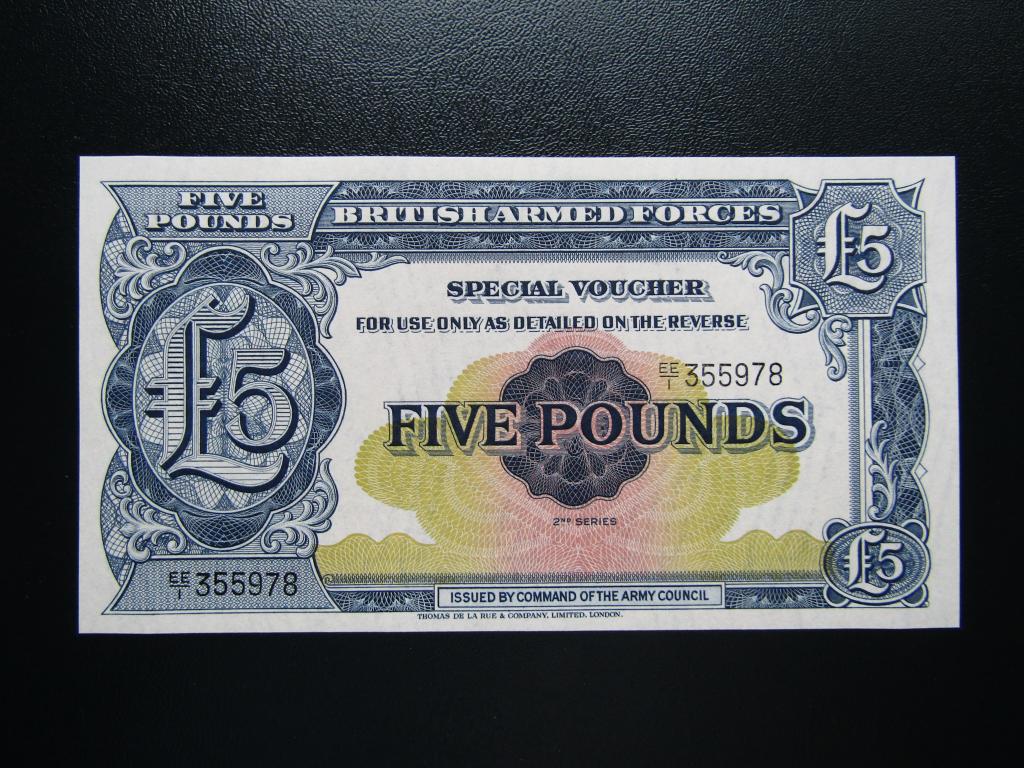 FIVE
POUNDS
BRITISH ARMED FORCES
£5
SPECIAL VOUCHER
FOR USE ONLY AS DETAILED ON THE REVERSE
EE/1 355978
£5
FIVE POUNDS
2ND SERIES
£5
EE/1 355978
ISSUED BY COMMAND OF THE ARMY COUNCIL
THOMAS DE LA RUE & COMPANY, LIMITED. LONDON.